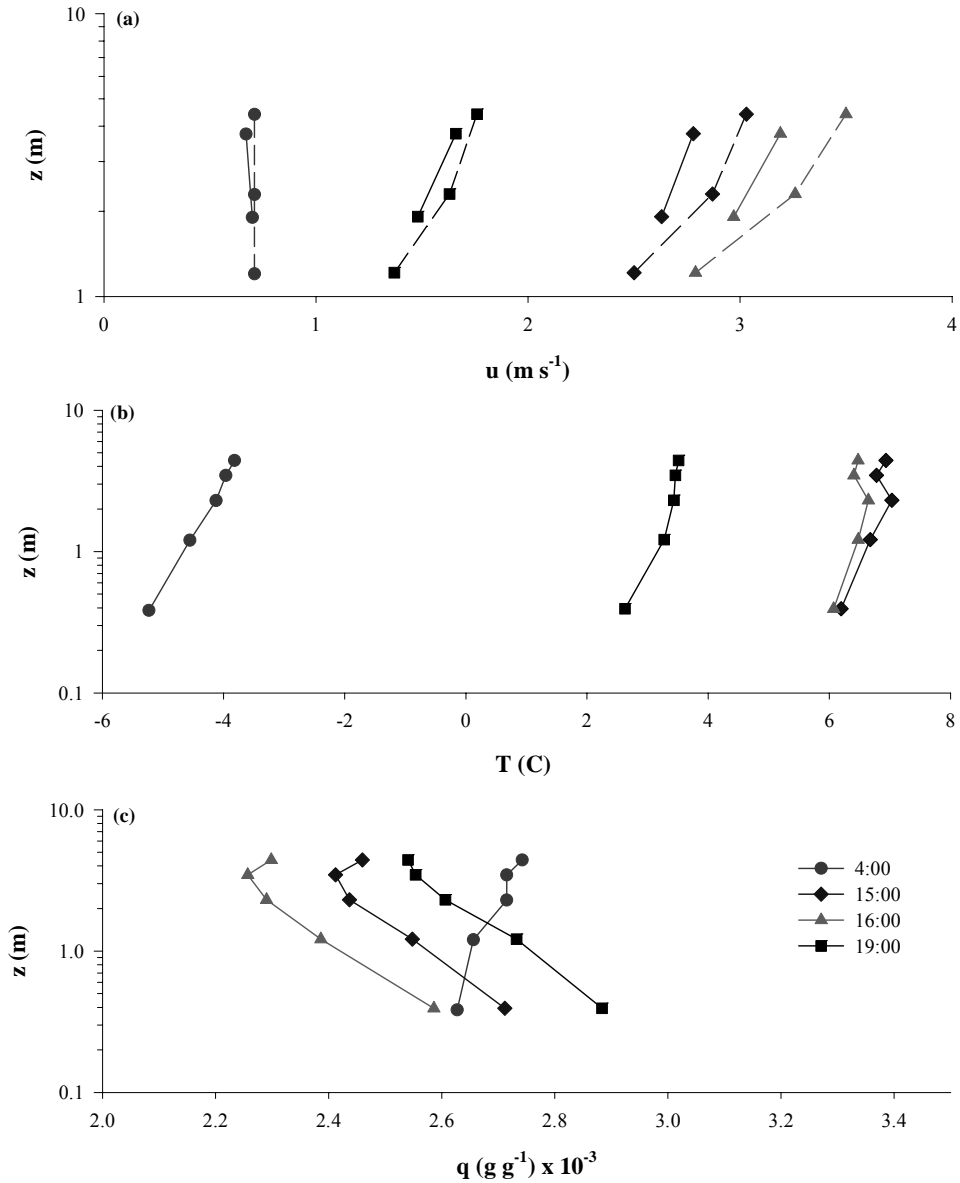 (a)
10
z (m)
1
0 1 2 3 4
u (m s⁻¹)
(b)
10
z (m)
1
0.1
-6 -4 -2 0 2 4 6 8
T (C)
(c)
10.0
z (m)
1.0
0.1
4:00
15:00
16:00
19:00
2.0 2.2 2.4 2.6 2.8 3.0 3.2 3.4
q (g g⁻¹) x 10⁻³